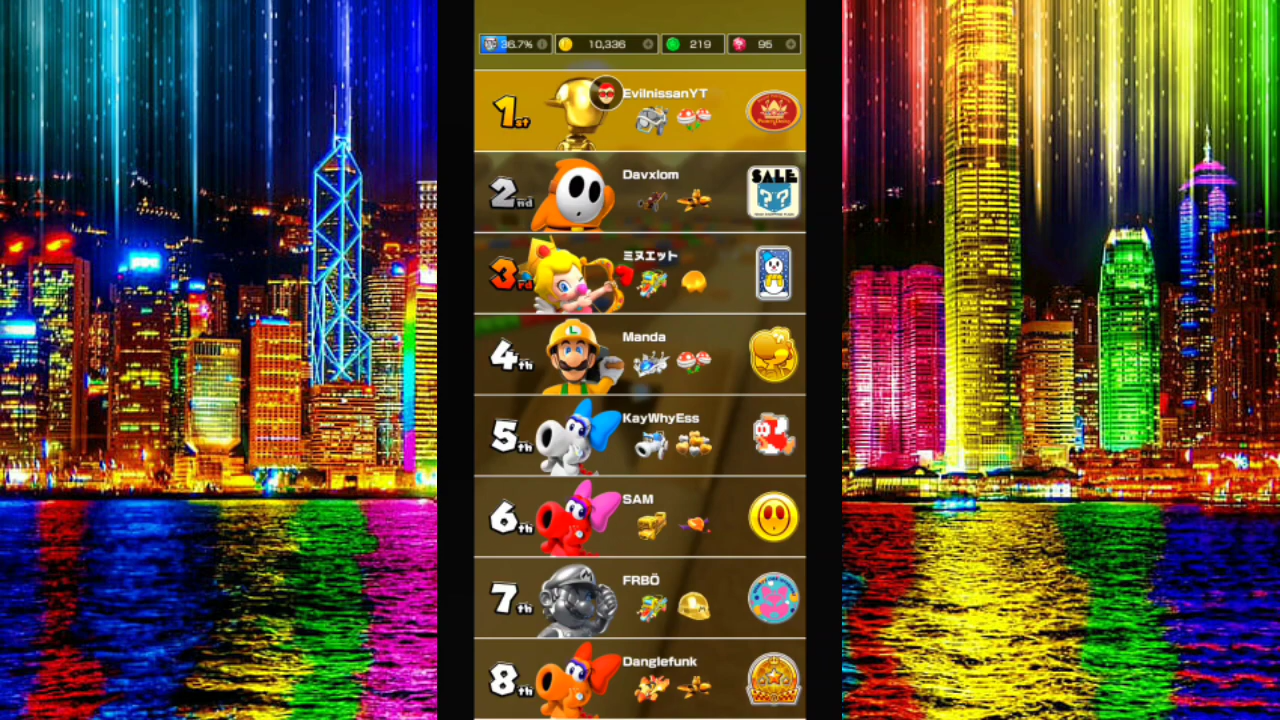 36.7% 10,336 219 95
1st EvilnissanYT
2nd Davxlom
SALE
3rd ミヌエット
4th Manda
5th KayWhyEss
6th SAM
7th FRBÖ
8th Danglefunk